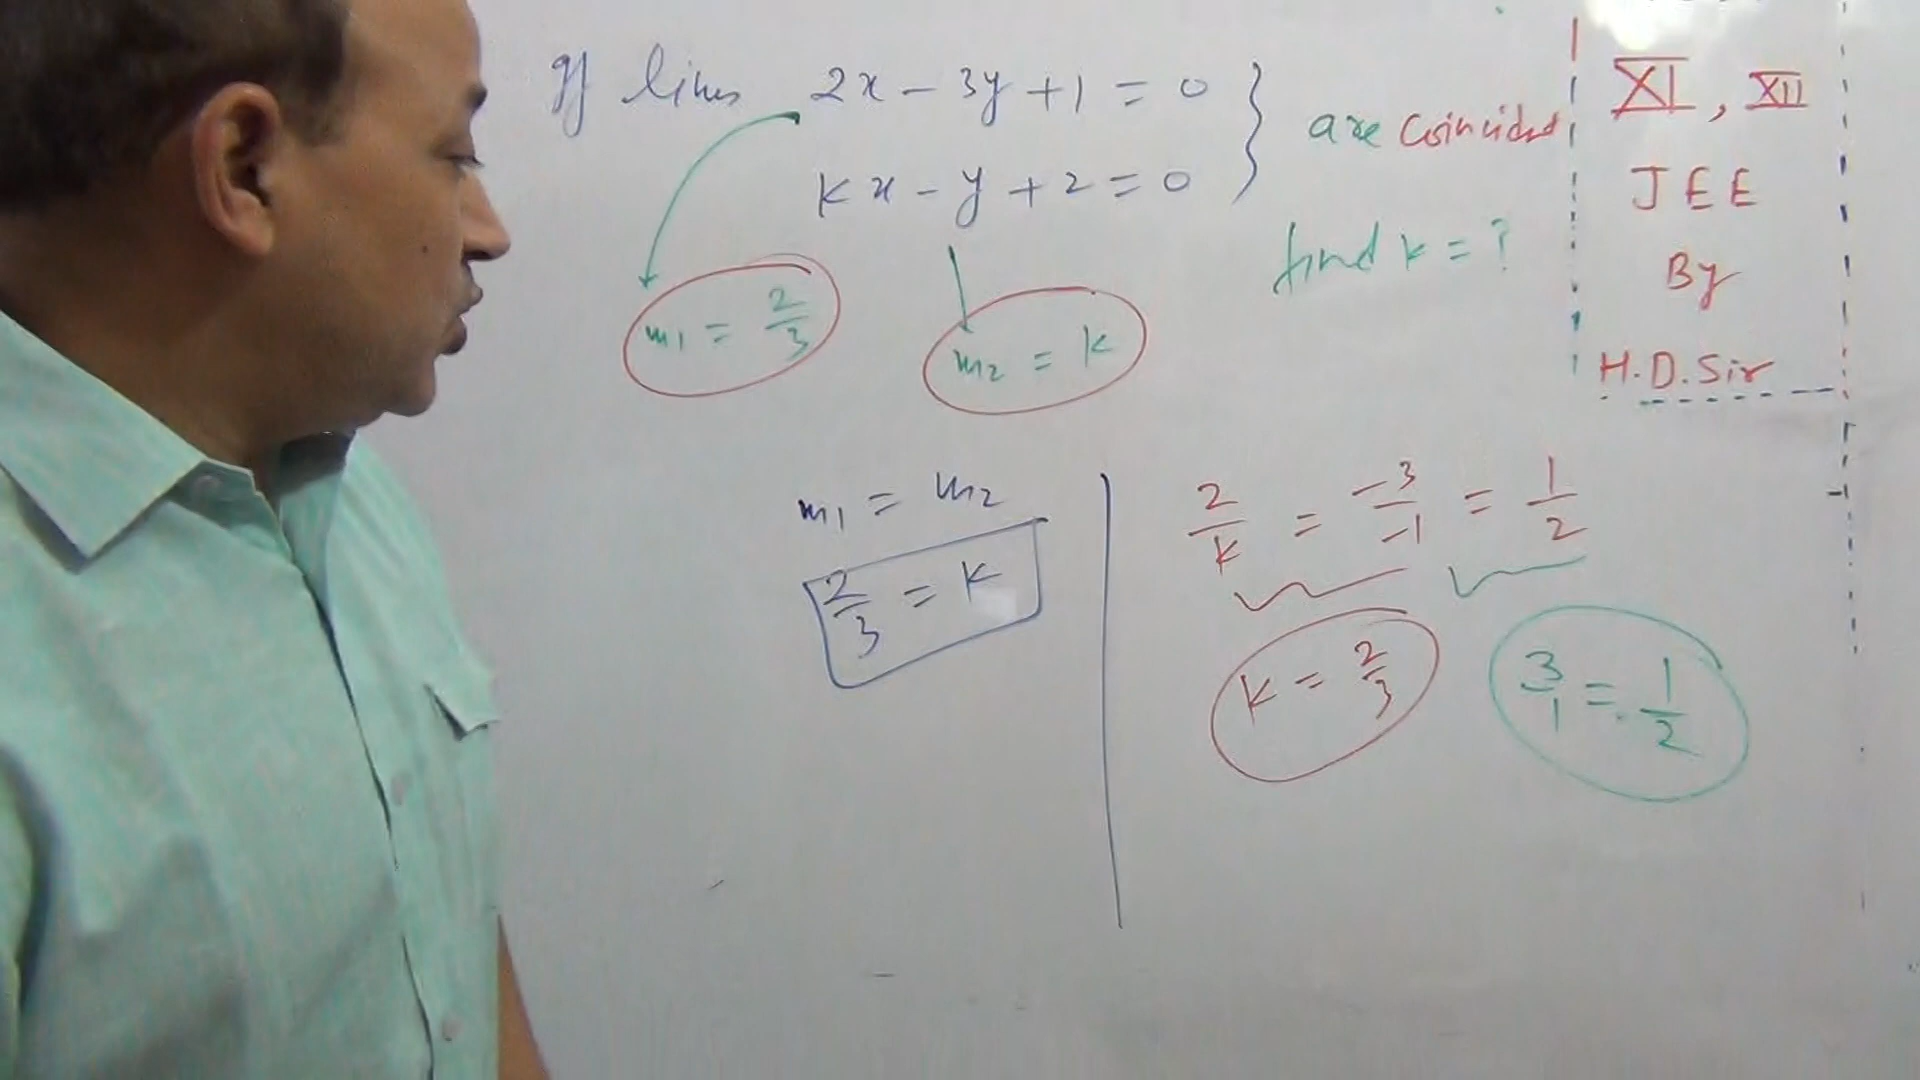 If lines 2x - 3y + 1 = 0
kx - y + 2 = 0
are coincident
find k = ?
m1 = 2/3
m2 = k
m1 = m2
2/3 = k
2/k = -3/-1 = 1/2
k = 2/3
3/1 = 1/2
XI, XII
JEE
By
H.D. Sir